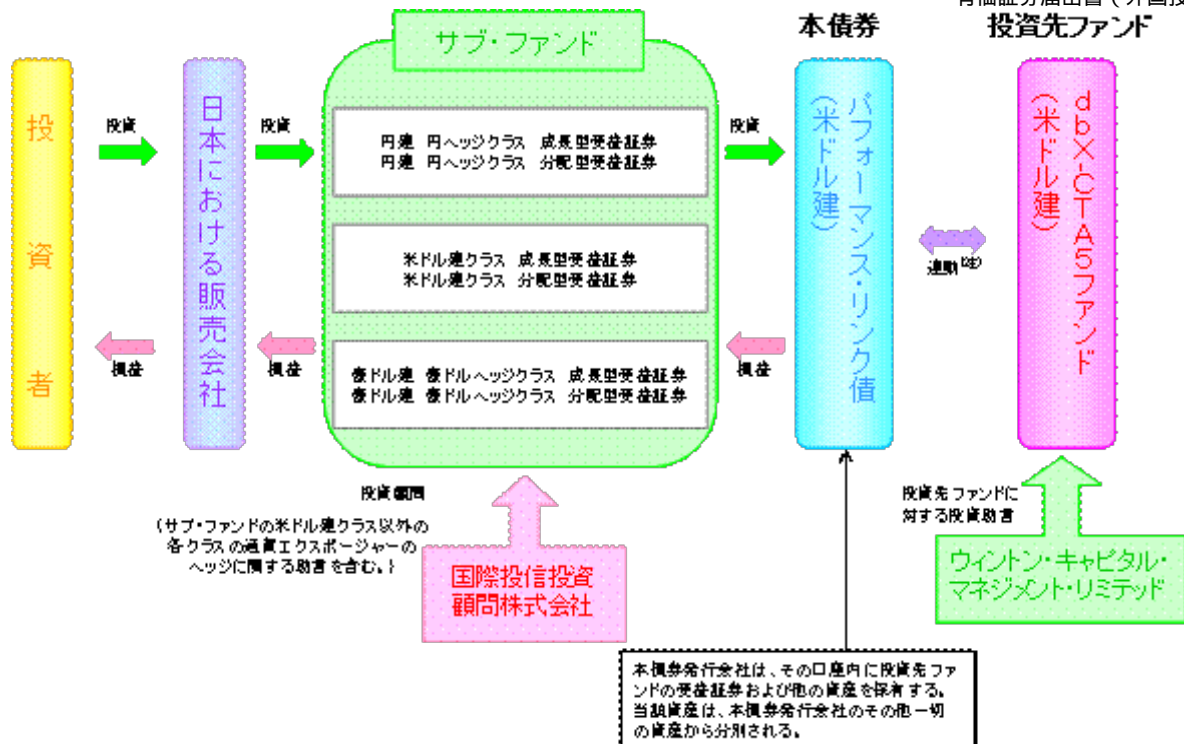 有価証券届出書（外国投
本債券
投資先ファンド
サブ・ファンド
投資者
日本における販売会社
パフォーマンス・リンク債
（米ドル建）
dbX-CTA5ファンド
（米ドル建）
投資
投資
投資
円建 円ヘッジクラス 成長型受益証券
円建 円ヘッジクラス 分配型受益証券
米ドル建クラス 成長型受益証券
米ドル建クラス 分配型受益証券
豪ドル建 豪ドルヘッジクラス 成長型受益証券
豪ドル建 豪ドルヘッジクラス 分配型受益証券
連動(注)
損益
損益
損益
投資顧問
（サブ・ファンドの米ドル建クラス以外の
各クラスの通貨エクスポージャーの
ヘッジに関する助言を含む。）
国際投信投資
顧問株式会社
投資先ファンドに
対する投資助言
ウィントン・キャピタル・
マネジメント・リミテッド
本債券発行会社は、その口座内に投資先ファ
ンドの受益証券および他の資産を保有する。
当該資産は、本債券発行会社のその他一切
の資産から分別される。